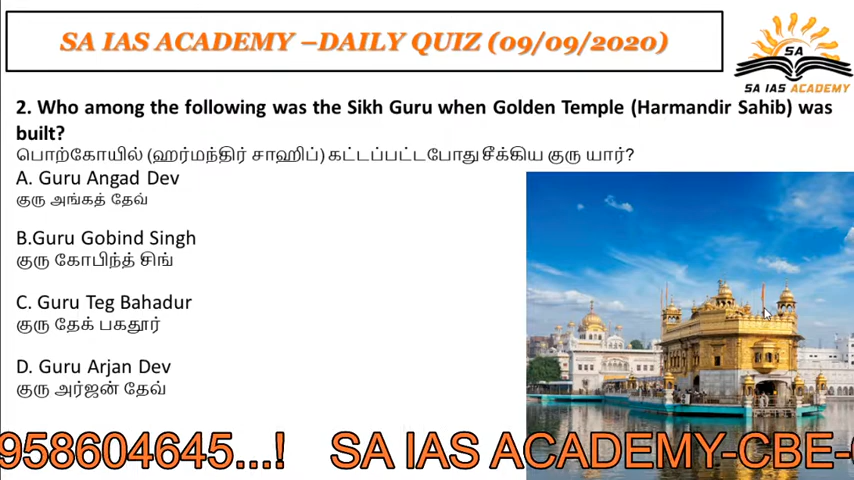 SA IAS ACADEMY –DAILY QUIZ (09/09/2020)
SA
SA IAS ACADEMY
2. Who among the following was the Sikh Guru when Golden Temple (Harmandir Sahib) was
built?
பொற்கோயில் (ஹர்மந்திர் சாஹிப்) கட்டப்பட்டபோது சீக்கிய குரு யார்?
A. Guru Angad Dev
குரு அங்கத் தேவ்
B.Guru Gobind Singh
குரு கோபிந்த் சிங்
C. Guru Teg Bahadur
குரு தேக் பகதூர்
D. Guru Arjan Dev
குரு அர்ஜன் தேவ்
958604645...! SA IAS ACADEMY-CBE-